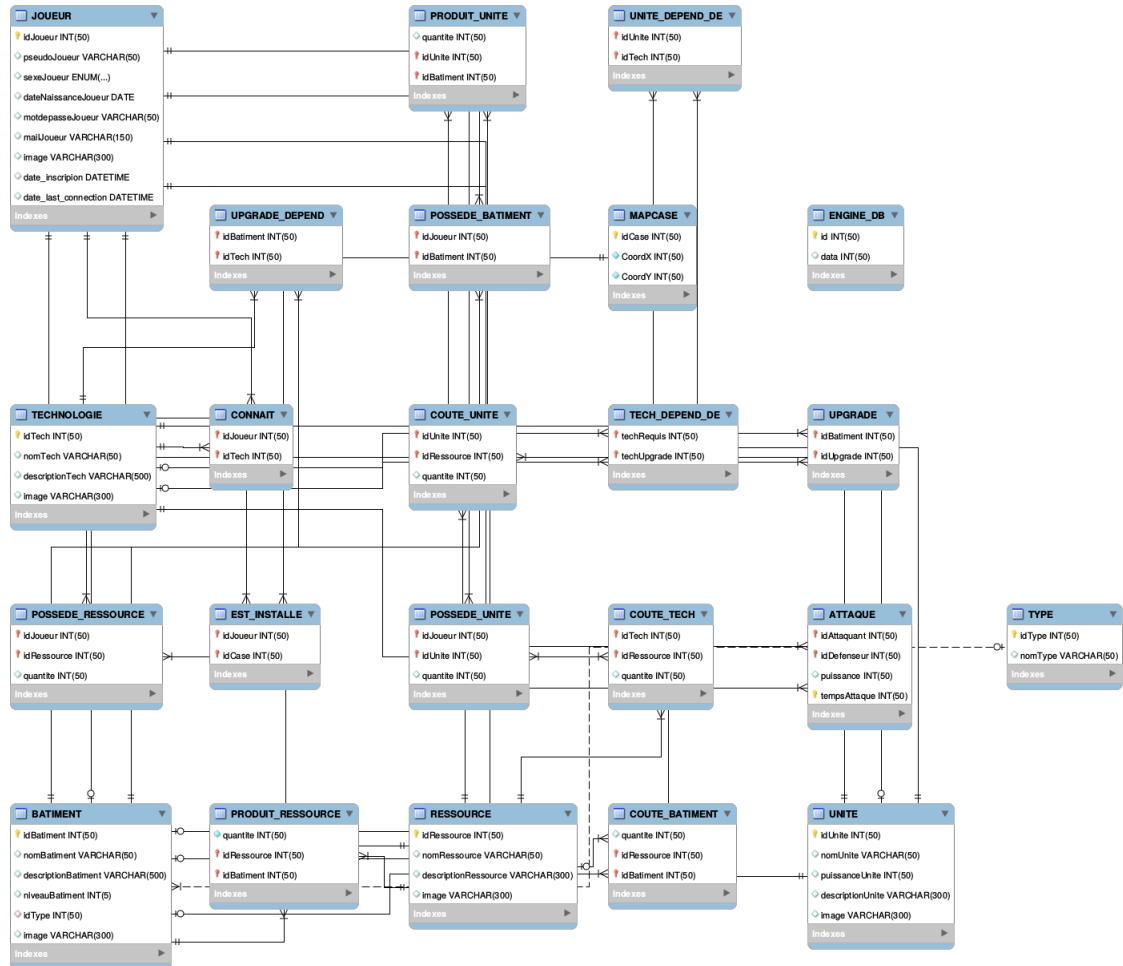 JOUEUR
idJoueur INT(50)
pseudoJoueur VARCHAR(50)
sexeJoueur ENUM(...)
dateNaissanceJoueur DATE
motdepasseJoueur VARCHAR(50)
mailJoueur VARCHAR(150)
image VARCHAR(300)
date_inscripion DATETIME
date_last_connection DATETIME
Indexes
PRODUIT_UNITE
quantite INT(50)
idUnite INT(50)
idBatiment INT(50)
Indexes
UNITE_DEPEND_DE
idUnite INT(50)
idTech INT(50)
Indexes
UPGRADE_DEPEND
idBatiment INT(50)
idTech INT(50)
Indexes
POSSEDE_BATIMENT
idJoueur INT(50)
idBatiment INT(50)
Indexes
MAPCASE
idCase INT(50)
CoordX INT(50)
CoordY INT(50)
Indexes
ENGINE_DB
id INT(50)
data INT(50)
Indexes
TECHNOLOGIE
idTech INT(50)
nomTech VARCHAR(50)
descriptionTech VARCHAR(500)
image VARCHAR(300)
Indexes
CONNAIT
idJoueur INT(50)
idTech INT(50)
Indexes
COUTE_UNITE
idUnite INT(50)
idRessource INT(50)
quantite INT(50)
Indexes
TECH_DEPEND_DE
techRequis INT(50)
techUpgrade INT(50)
Indexes
UPGRADE
idBatiment INT(50)
idUpgrade INT(50)
Indexes
POSSEDE_RESSOURCE
idJoueur INT(50)
idRessource INT(50)
quantite INT(50)
Indexes
EST_INSTALLE
idJoueur INT(50)
idCase INT(50)
Indexes
POSSEDE_UNITE
idJoueur INT(50)
idUnite INT(50)
quantite INT(50)
Indexes
COUTE_TECH
idTech INT(50)
idRessource INT(50)
quantite INT(50)
Indexes
ATTAQUE
idAttaquant INT(50)
idDefenseur INT(50)
puissance INT(50)
tempsAttaque INT(50)
Indexes
TYPE
idType INT(50)
nomType VARCHAR(50)
Indexes
BATIMENT
idBatiment INT(50)
nomBatiment VARCHAR(50)
descriptionBatiment VARCHAR(500)
niveauBatiment INT(5)
idType INT(50)
image VARCHAR(300)
Indexes
PRODUIT_RESSOURCE
quantite INT(50)
idRessource INT(50)
idBatiment INT(50)
Indexes
RESSOURCE
idRessource INT(50)
nomRessource VARCHAR(50)
descriptionRessource VARCHAR(300)
image VARCHAR(300)
Indexes
COUTE_BATIMENT
quantite INT(50)
idRessource INT(50)
idBatiment INT(50)
Indexes
UNITE
idUnite INT(50)
nomUnite VARCHAR(50)
puissanceUnite INT(50)
descriptionUnite VARCHAR(300)
image VARCHAR(300)
Indexes